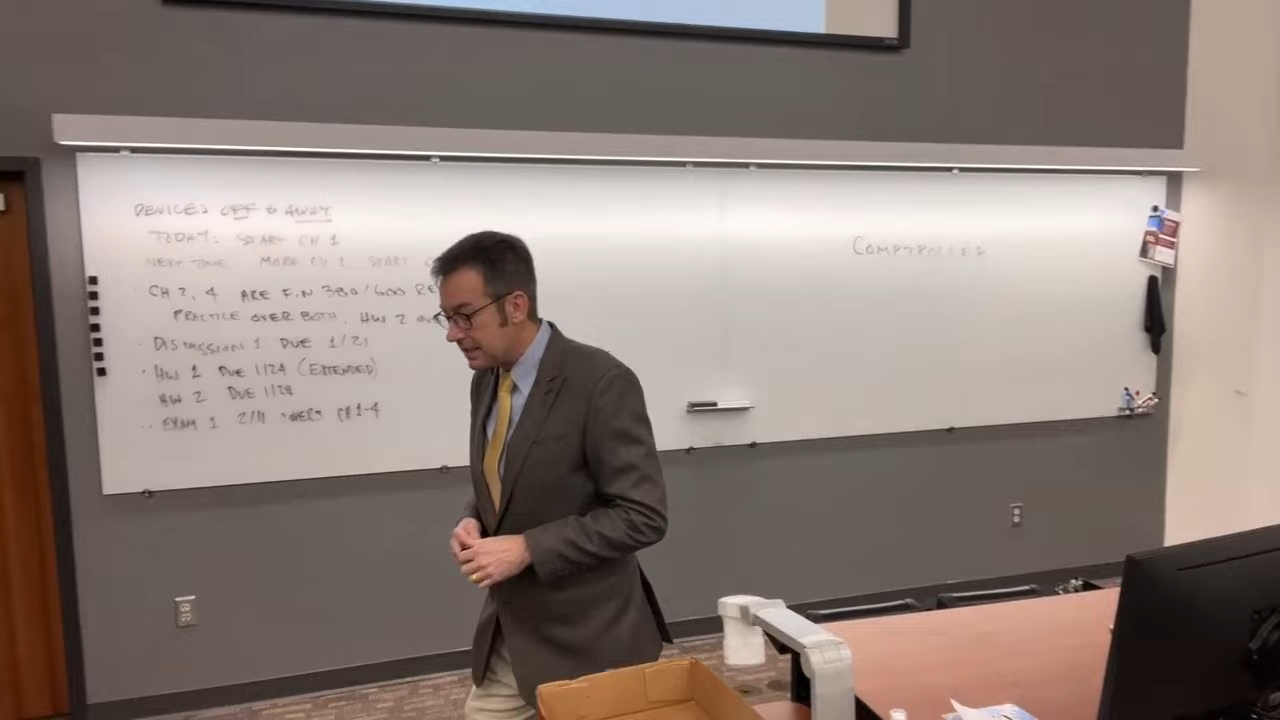 DEVICES OFF & AWAY
TODAY: START CH 1
NEXT TIME: MORE CH 1, START
CH 2, 4 ARE FIN 380/600 RE
PRACTICE OVER BOTH, HW 2
DISCUSSION 1 DUE 1/21
HW 1 DUE 1/24 (EXTENDED)
HW 2 DUE 1/28
EXAM 1 2/11 COVERS CH 1-4
COMPTROLLER